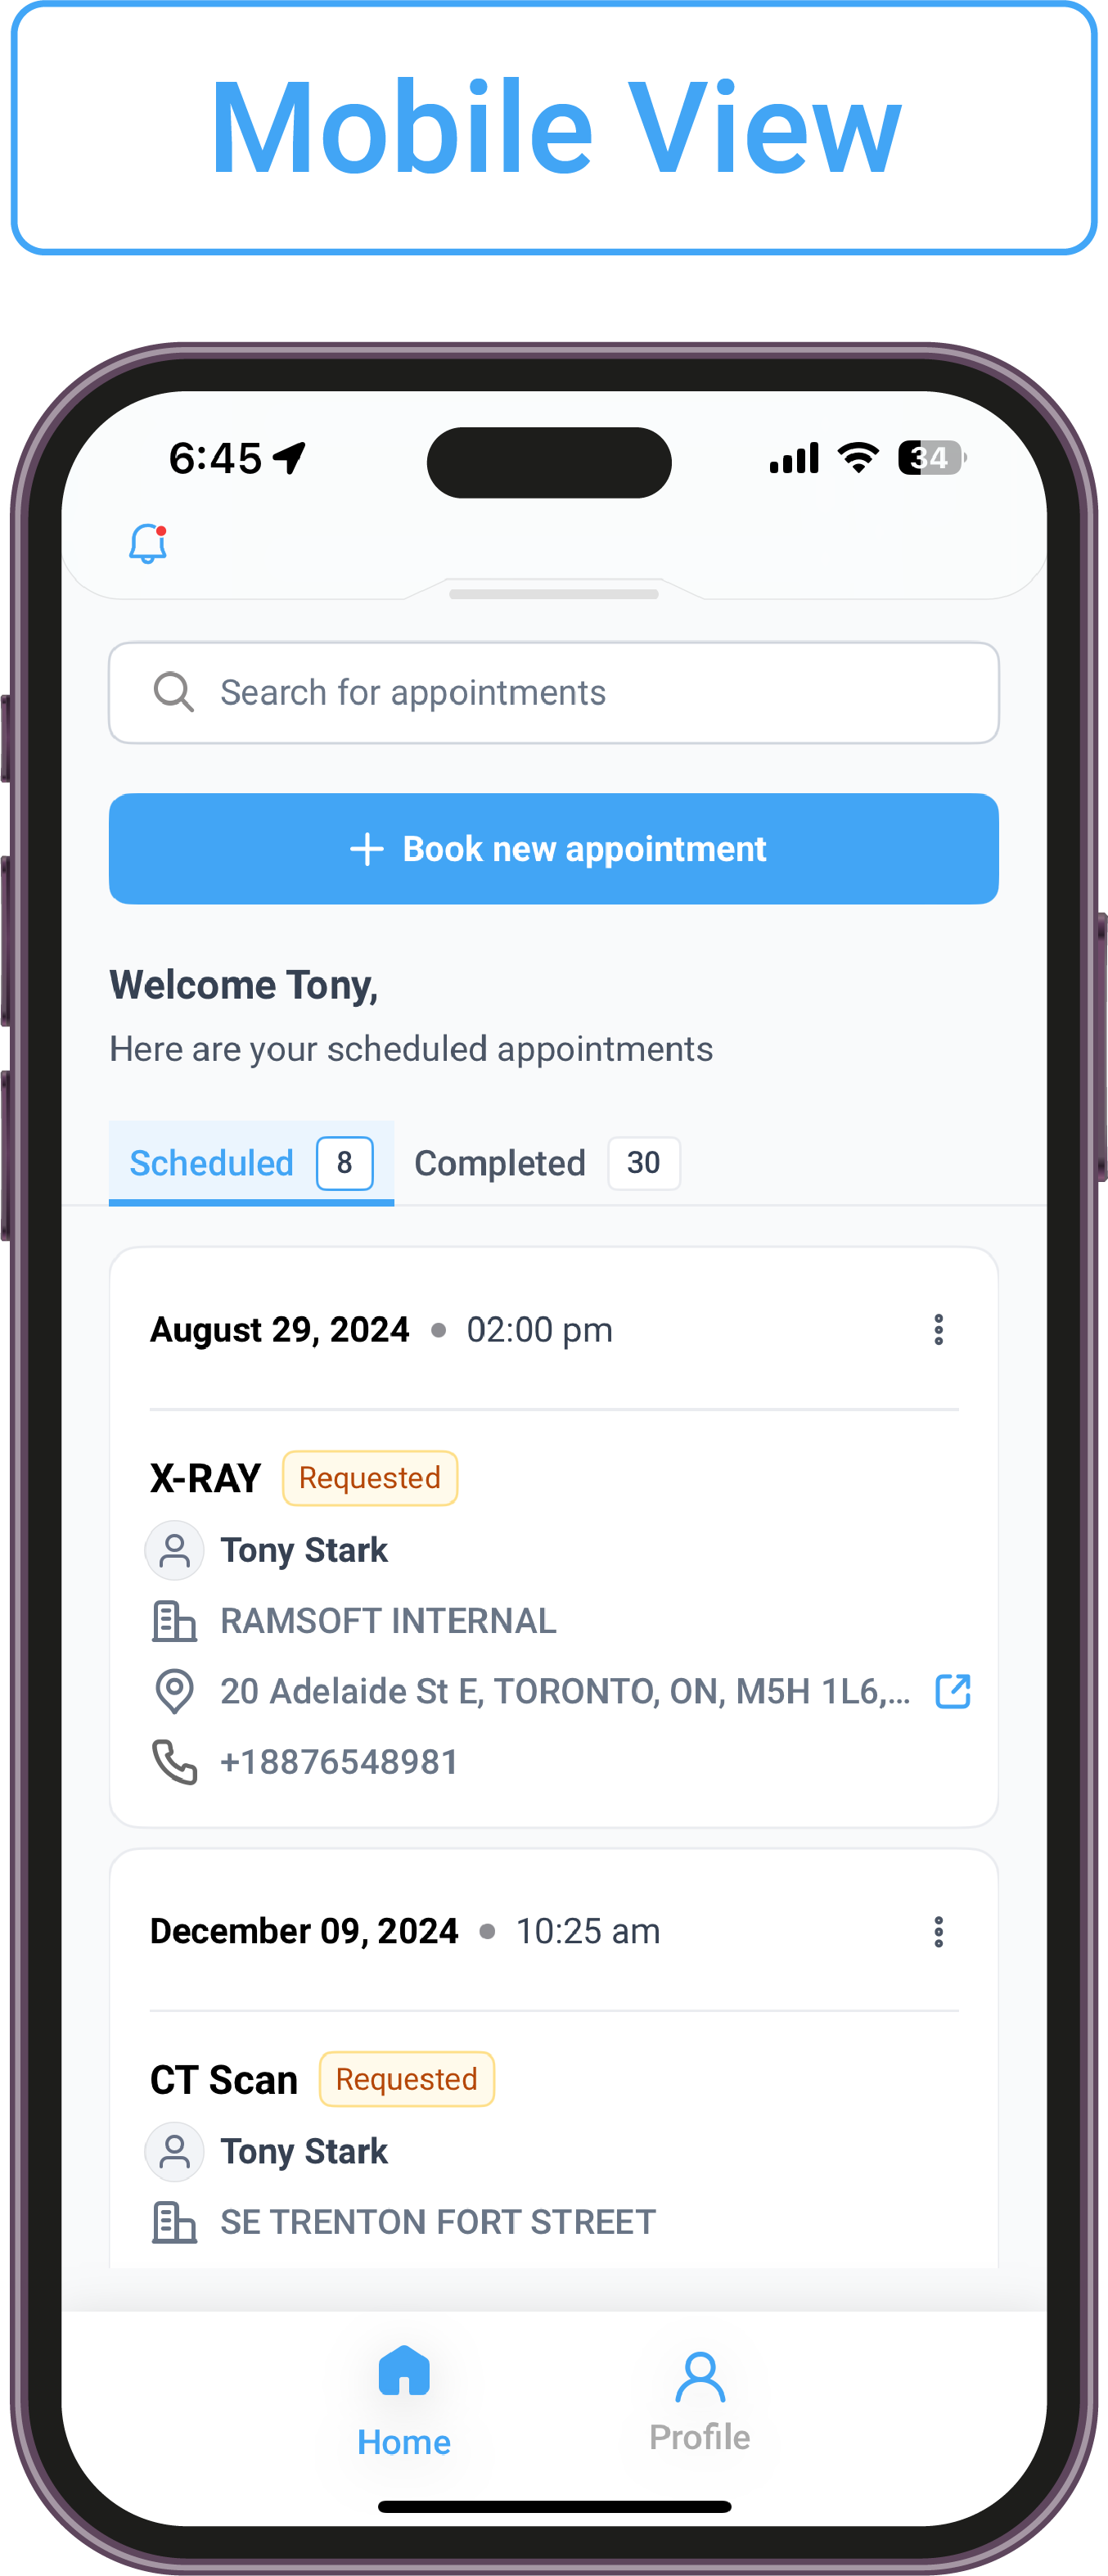 Mobile View
6:45
34
Search for appointments
Book new appointment
Welcome Tony,
Here are your scheduled appointments
Scheduled 8 Completed 30
August 29, 2024 • 02:00 pm
X-RAY Requested
Tony Stark
RAMSOFT INTERNAL
20 Adelaide St E, TORONTO, ON, M5H 1L6,...
+18876548981
December 09, 2024 • 10:25 am
CT Scan Requested
Tony Stark
SE TRENTON FORT STREET
Home
Profile